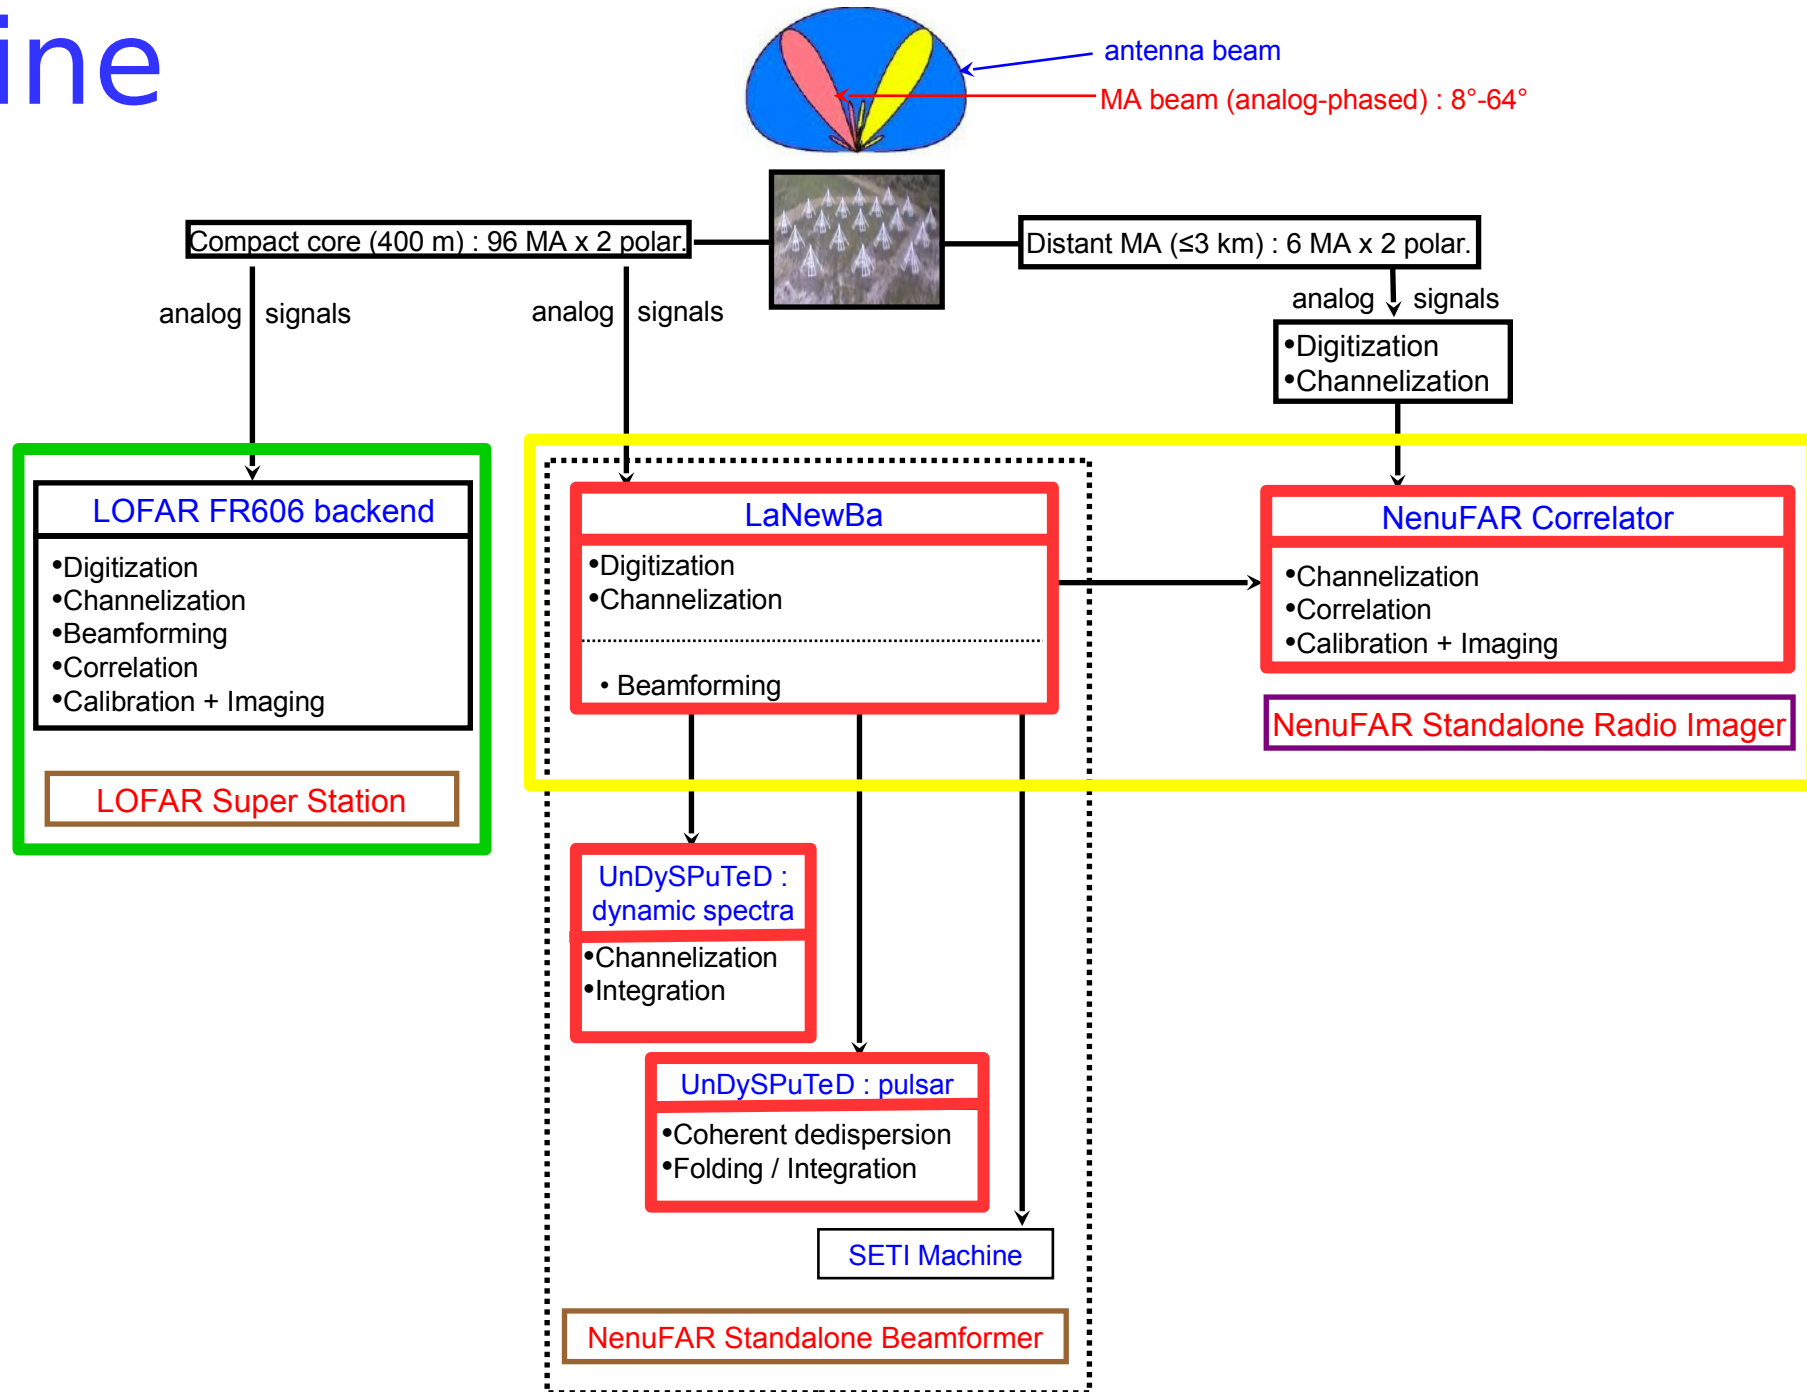 ine
antenna beam
MA beam (analog-phased) : 8°-64°
Compact core (400 m) : 96 MA x 2 polar.
Distant MA (≤3 km) : 6 MA x 2 polar.
analog signals
analog signals
analog signals
•Digitization
•Channelization
LOFAR FR606 backend
•Digitization
•Channelization
•Beamforming
•Correlation
•Calibration + Imaging
LOFAR Super Station
LaNewBa
•Digitization
•Channelization
• Beamforming
NenuFAR Correlator
•Channelization
•Correlation
•Calibration + Imaging
NenuFAR Standalone Radio Imager
UnDySPuTeD :
dynamic spectra
•Channelization
•Integration
UnDySPuTeD : pulsar
•Coherent dedispersion
•Folding / Integration
SETI Machine
NenuFAR Standalone Beamformer